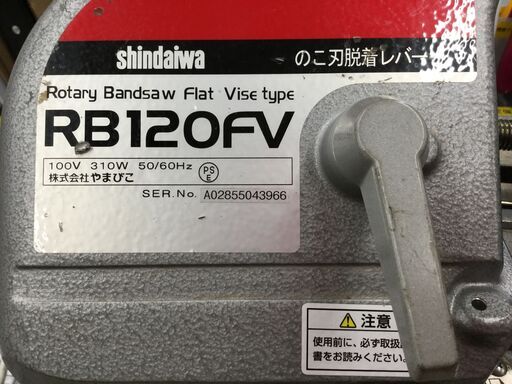 shindaiwa
のこ刃脱着レバー
Rotary Bandsaw Flat Vise type
RB120FV
100V 310W 50/60Hz
PS E
株式会社やまびこ
SER.No. A02855043966
注意
使用前に、必ず取扱
書をお読みください。